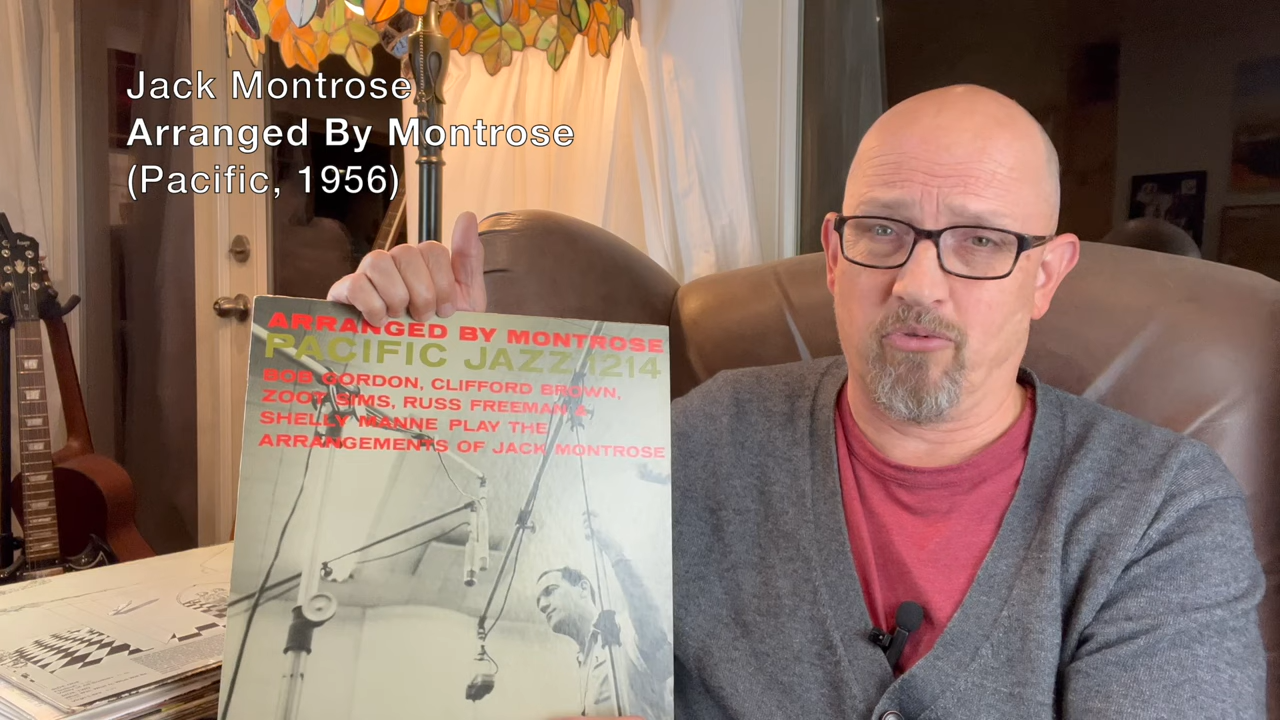 Jack Montrose
Arranged By Montrose
(Pacific, 1956)
ARRANGED BY MONTROSE
PACIFIC JAZZ 1214
BOB GORDON, CLIFFORD BROWN,
ZOOT SIMS, RUSS FREEMAN &
SHELLY MANNE PLAY THE
ARRANGEMENTS OF JACK MONTROSE